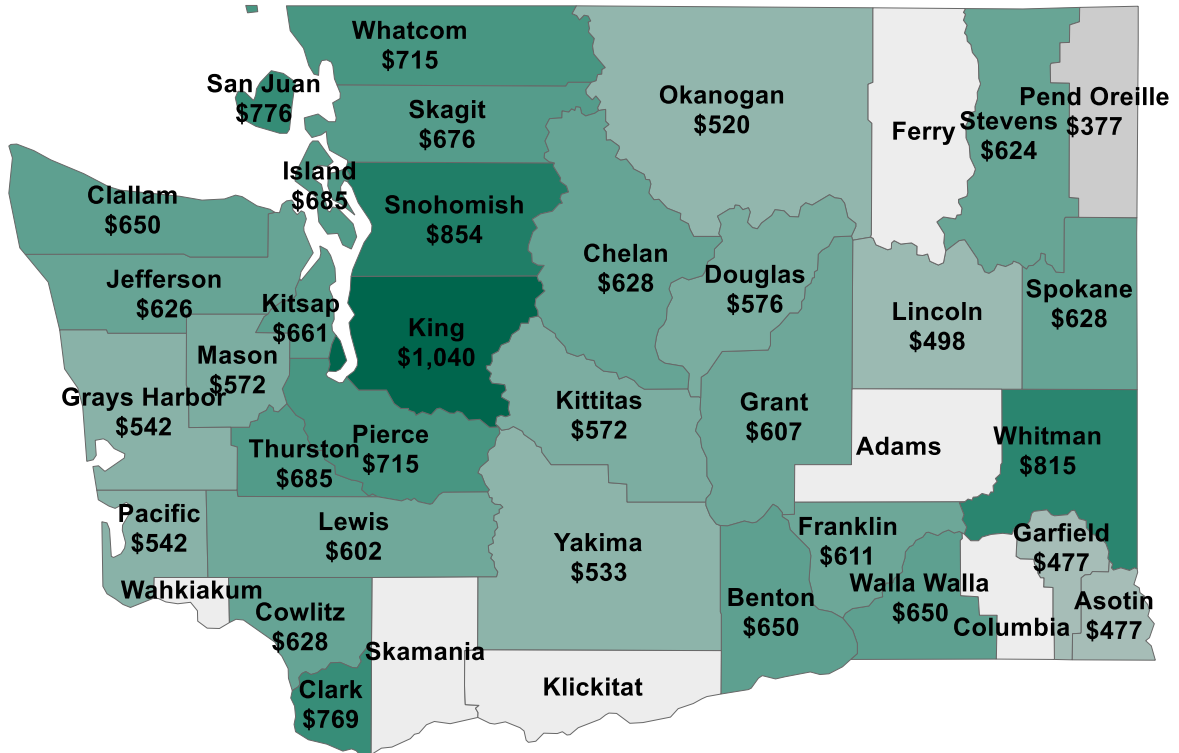 Whatcom
$715
San Juan
$776
Skagit
$676
Okanogan
$520
Ferry
Stevens
$624
Pend Oreille
$377
Island
$685
Clallam
$650
Snohomish
$854
Chelan
$628
Douglas
$576
Jefferson
$626
Kitsap
$661
King
$1,040
Lincoln
$498
Spokane
$628
Mason
$572
Grays Harbor
$542
Kittitas
$572
Grant
$607
Adams
Whitman
$815
Thurston
$685
Pierce
$715
Pacific
$542
Lewis
$602
Yakima
$533
Franklin
$611
Garfield
$477
Wahkiakum
Cowlitz
$628
Benton
$650
Walla Walla
$650
Columbia
Asotin
$477
Skamania
Klickitat
Clark
$769